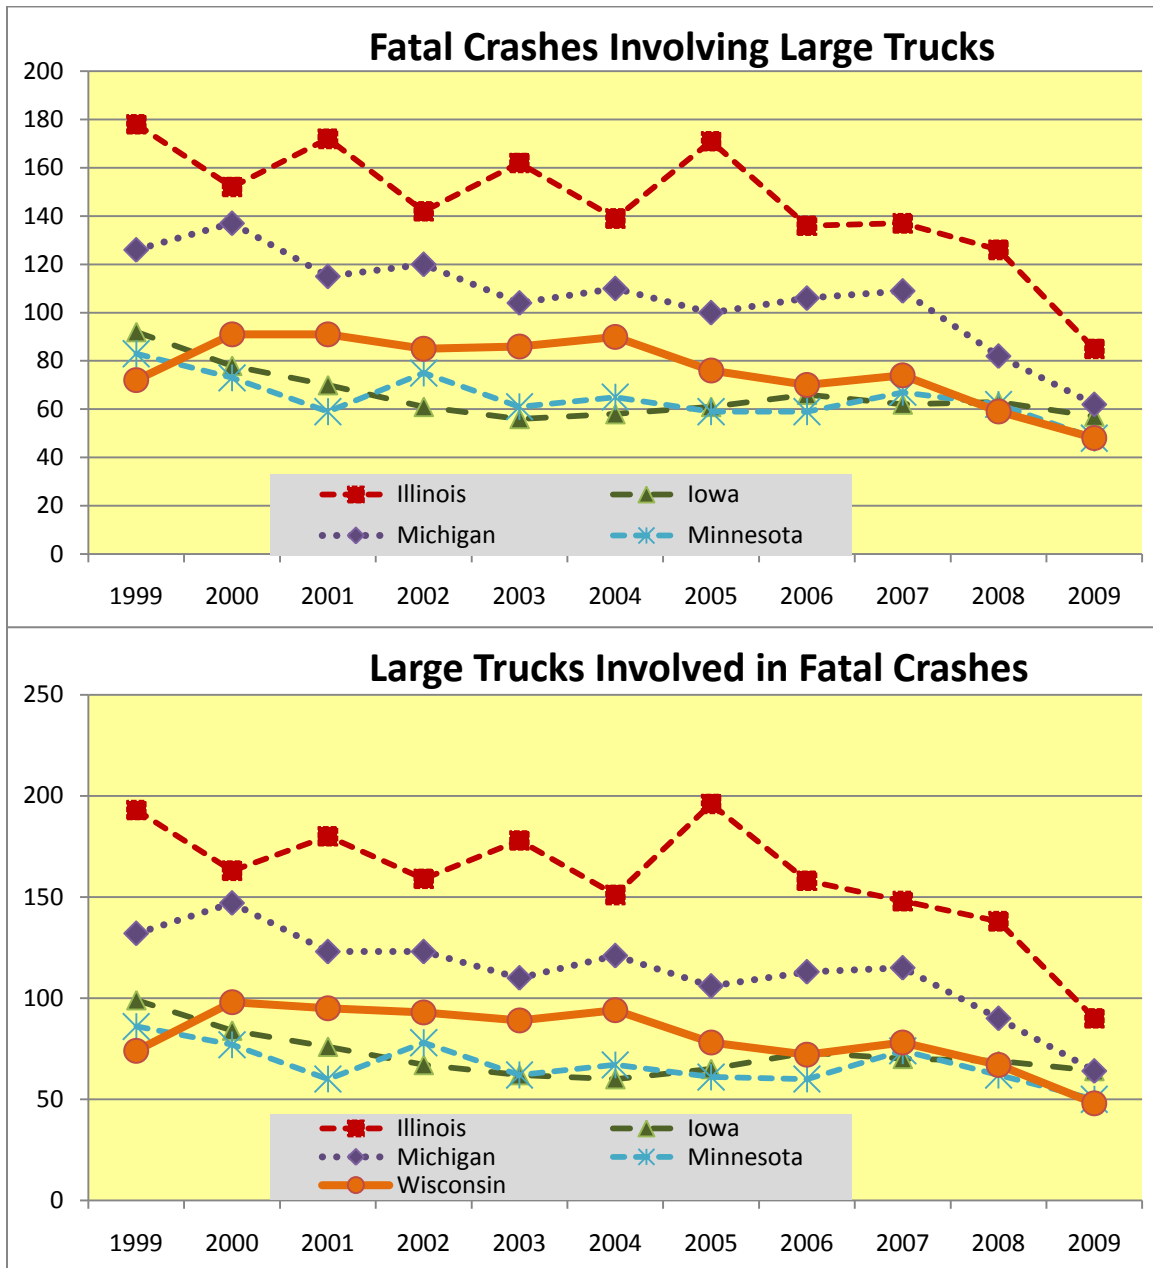 Fatal Crashes Involving Large Trucks
200
180
160
140
120
100
80
60
40
20
0
Illinois Iowa
Michigan Minnesota
1999 2000 2001 2002 2003 2004 2005 2006 2007 2008 2009
Large Trucks Involved in Fatal Crashes
250
200
150
100
50
0
Illinois Iowa
Michigan Minnesota
Wisconsin
1999 2000 2001 2002 2003 2004 2005 2006 2007 2008 2009